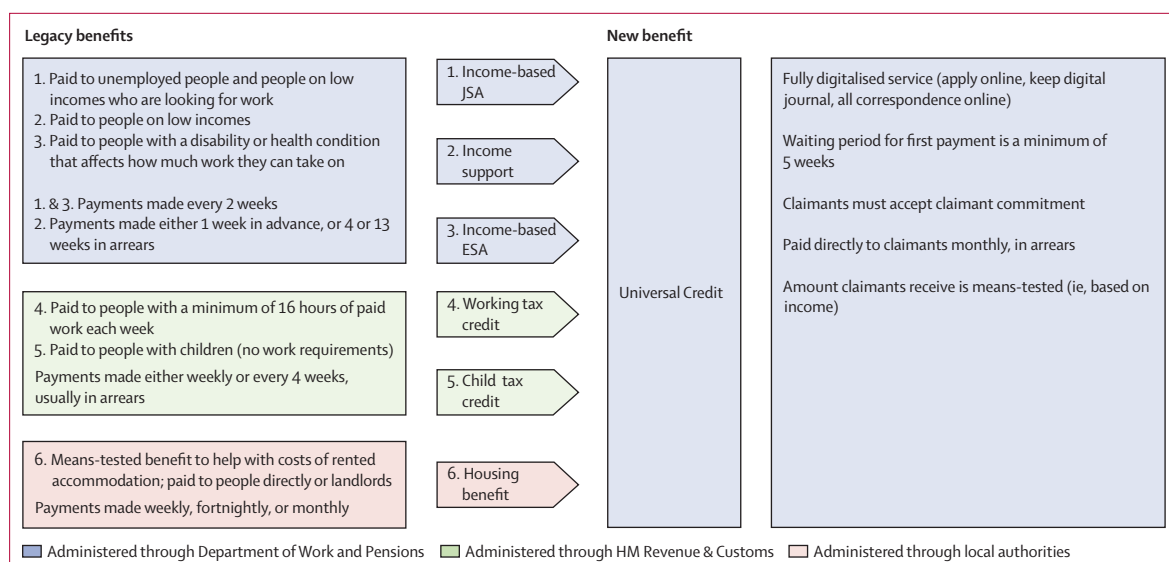 Legacy benefits
1. Paid to unemployed people and people on low
incomes who are looking for work
2. Paid to people on low incomes
3. Paid to people with a disability or health condition
that affects how much work they can take on
1. & 3. Payments made every 2 weeks
2. Payments made either 1 week in advance, or 4 or 13
weeks in arrears
4. Paid to people with a minimum of 16 hours of paid
work each week
5. Paid to people with children (no work requirements)
Payments made either weekly or every 4 weeks,
usually in arrears
6. Means-tested benefit to help with costs of rented
accommodation; paid to people directly or landlords
Payments made weekly, fortnightly, or monthly
1. Income-based
JSA
2. Income
support
3. Income-based
ESA
4. Working tax
credit
5. Child tax
credit
6. Housing
benefit
New benefit
Universal Credit
Fully digitalised service (apply online, keep digital
journal, all correspondence online)
Waiting period for first payment is a minimum of
5 weeks
Claimants must accept claimant commitment
Paid directly to claimants monthly, in arrears
Amount claimants receive is means-tested (ie, based on
income)
Administered through Department of Work and Pensions
Administered through HM Revenue & Customs
Administered through local authorities